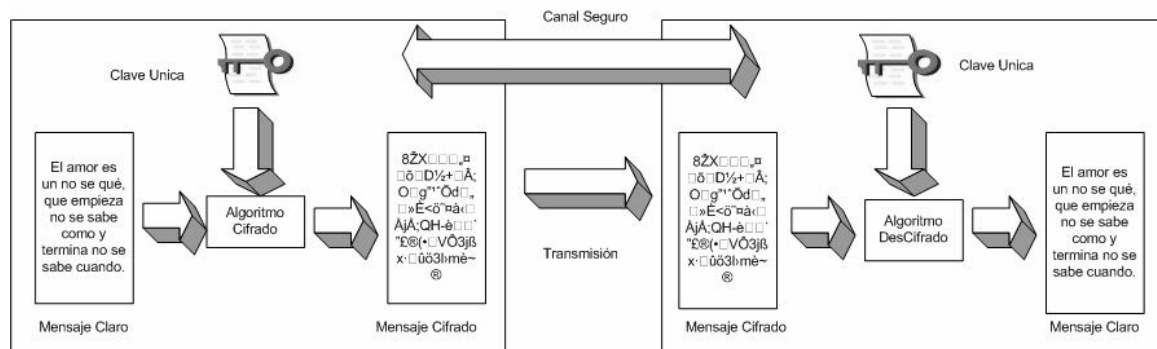 Canal Seguro
Clave Unica
Clave Unica
El amor es
un no se qué,
que empieza
no se sabe
como y
termina no se
sabe cuando.
Algoritmo
Cifrado
Transmisión
Algoritmo
DesCifrado
El amor es
un no se qué,
que empieza
no se sabe
como y
termina no se
sabe cuando.
Mensaje Claro
Mensaje Cifrado
Mensaje Cifrado
Mensaje Claro